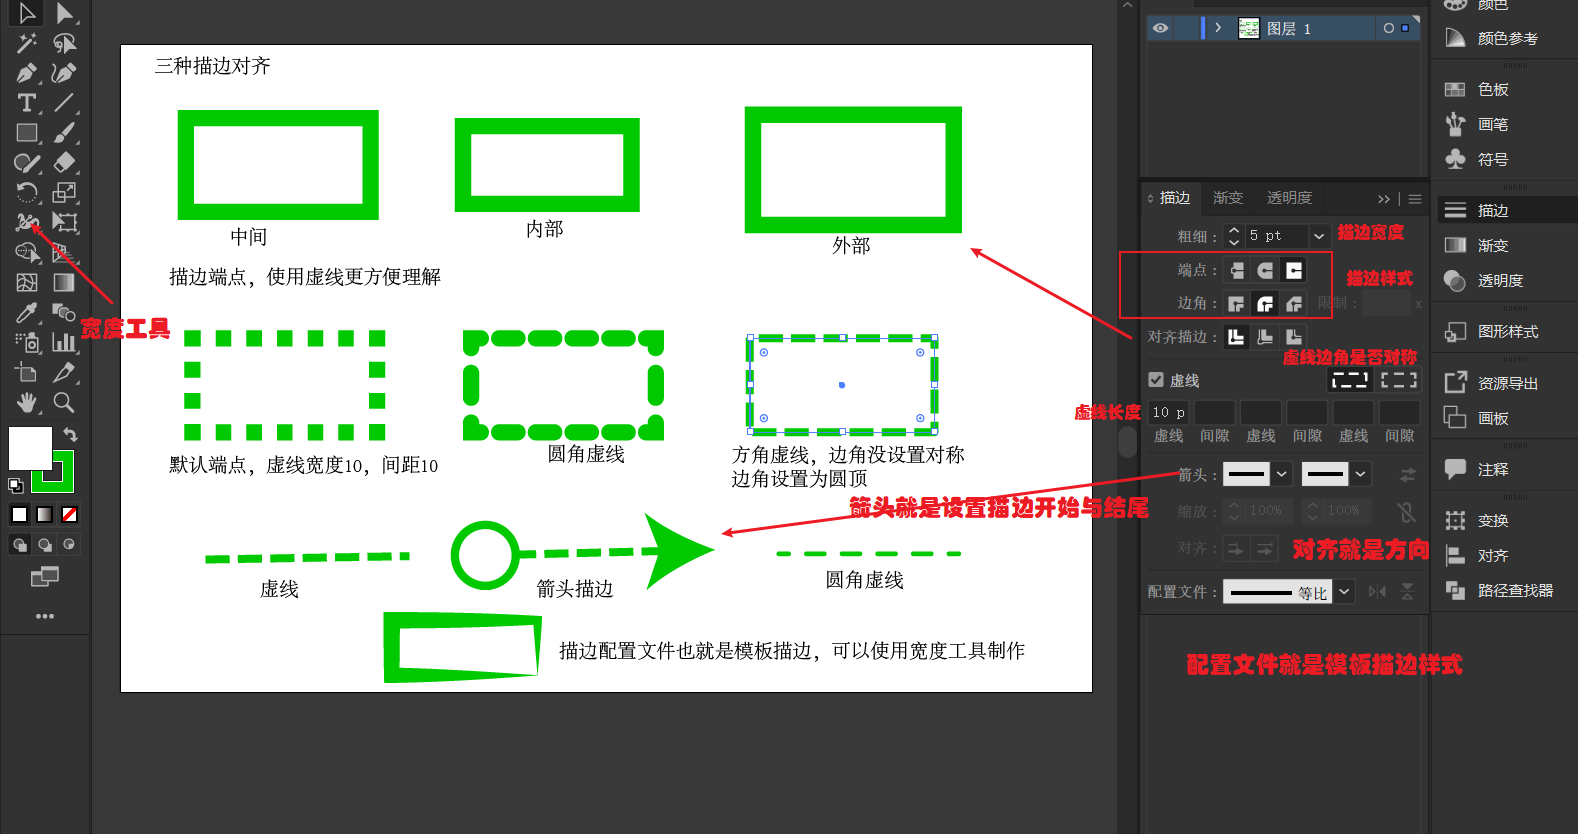 三种描边对齐
中间
内部
外部
描边端点，使用虚线更方便理解
宽度工具
默认端点，虚线宽度10，间距10
圆角虚线
方角虚线，边角没设置对称
边角设置为圆顶
箭头就是设置描边开始与结尾
虚线
箭头描边
圆角虚线
描边配置文件也就是模板描边，可以使用宽度工具制作
图层 1
描边 渐变 透明度
粗细： 5 pt 描边宽度
端点： 描边样式
边角： 限制： x
对齐描边：
虚线边角是否对称
虚线
虚线长度 10 p
虚线 间隙 虚线 间隙 虚线 间隙
箭头：
缩放： 100% 100%
对齐： 对齐就是方向
配置文件： 等比
配置文件就是模板描边样式
颜色
颜色参考
色板
画笔
符号
描边
渐变
透明度
图形样式
资源导出
画板
注释
变换
对齐
路径查找器